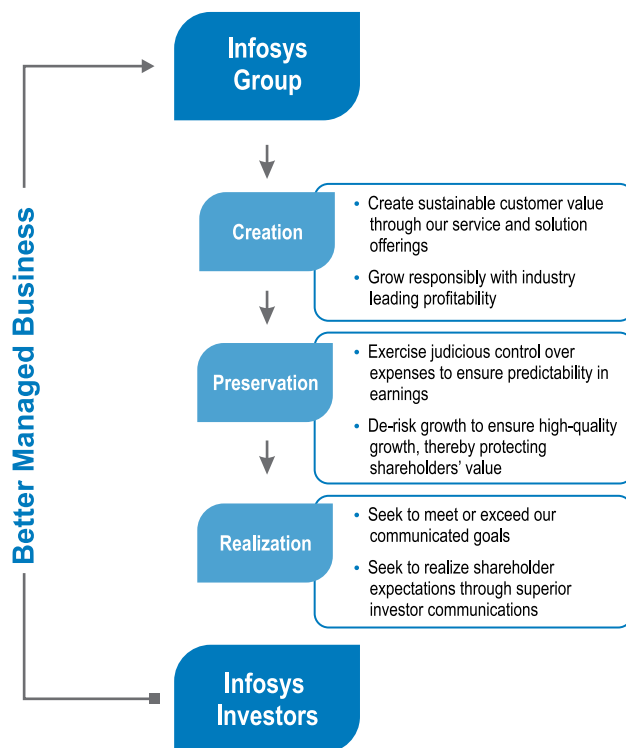 Infosys
Group
Better Managed Business
Creation
• Create sustainable customer value
through our service and solution
offerings
• Grow responsibly with industry
leading profitability
Preservation
• Exercise judicious control over
expenses to ensure predictability in
earnings
• De-risk growth to ensure high-quality
growth, thereby protecting
shareholders’ value
Realization
• Seek to meet or exceed our
communicated goals
• Seek to realize shareholder
expectations through superior
investor communications
Infosys
Investors